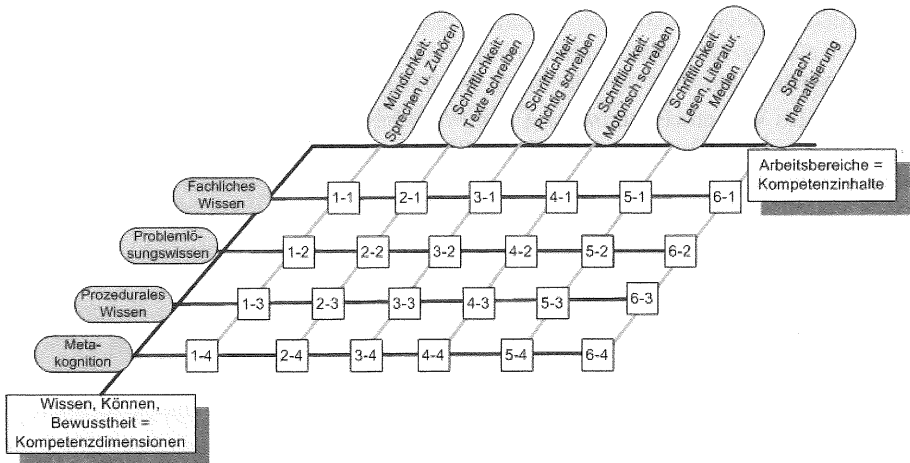 Mündichkeit:
Sprechen u. Zuhören
Schriftlichkeit:
Texte schreiben
Schriftlichkeit:
Richtig schreiben
Schriftlichkeit:
Motorisch schreiben
Schriftlichkeit:
Lesen, Literatur,
Medien
Sprach-
thematisierung
Arbeitsbereiche =
Kompetenzinhalte
Fachliches
Wissen
1-1 2-1 3-1 4-1 5-1 6-1
Problemlö-
sungswissen
1-2 2-2 3-2 4-2 5-2 6-2
Prozedurales
Wissen
1-3 2-3 3-3 4-3 5-3 6-3
Meta-
kognition
1-4 2-4 3-4 4-4 5-4 6-4
Wissen, Können,
Bewusstheit =
Kompetenzdimensionen